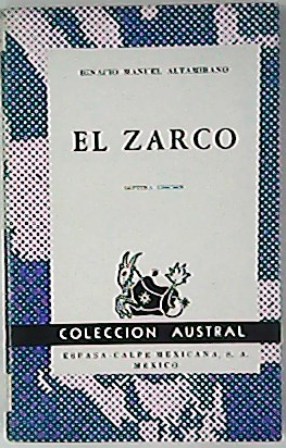 IGNACIO MANUEL ALTAMIRANO
EL ZARCO
COLECCION AUSTRAL
ESPASA-CALPE MEXICANA, S. A.
MEXICO